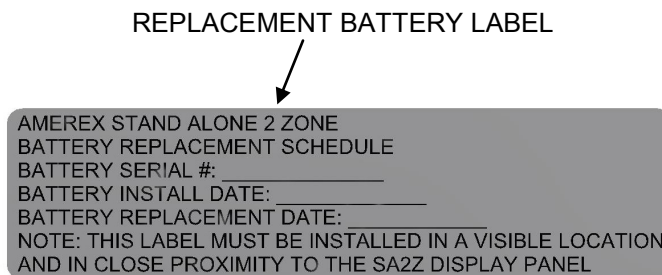 REPLACEMENT BATTERY LABEL
AMEREX STAND ALONE 2 ZONE
BATTERY REPLACEMENT SCHEDULE
BATTERY SERIAL #: ______________
BATTERY INSTALL DATE: _____________
BATTERY REPLACEMENT DATE: ____________
NOTE: THIS LABEL MUST BE INSTALLED IN A VISIBLE LOCATION
AND IN CLOSE PROXIMITY TO THE SA2Z DISPLAY PANEL